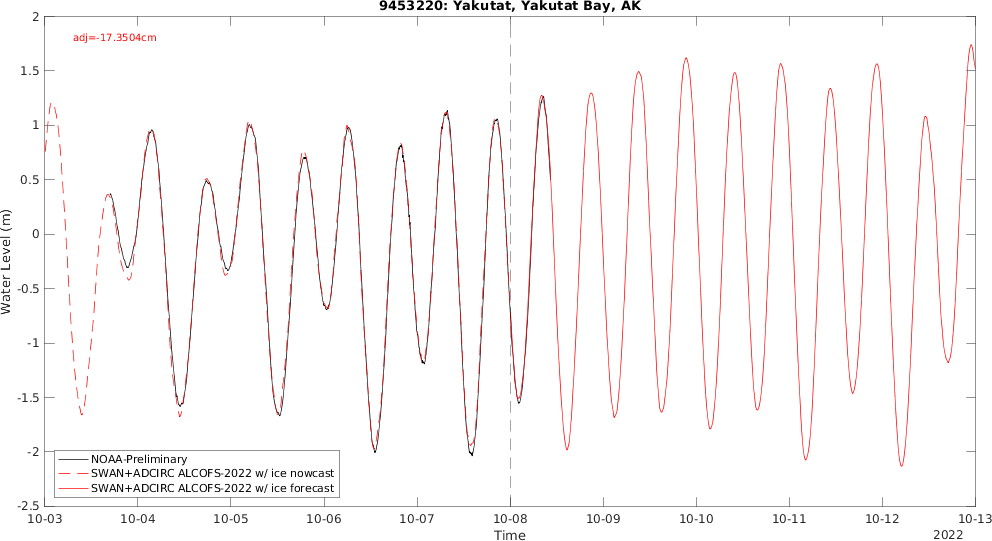 9453220: Yakutat, Yakutat Bay, AK
adj=-17.3504cm
2
1.5
1
0.5
0
-0.5
-1
-1.5
-2
-2.5
Water Level (m)
NOAA-Preliminary
SWAN+ADCIRC ALCOFS-2022 w/ ice nowcast
SWAN+ADCIRC ALCOFS-2022 w/ ice forecast
10-03 10-04 10-05 10-06 10-07 10-08 10-09 10-10 10-11 10-12 10-13
Time
2022